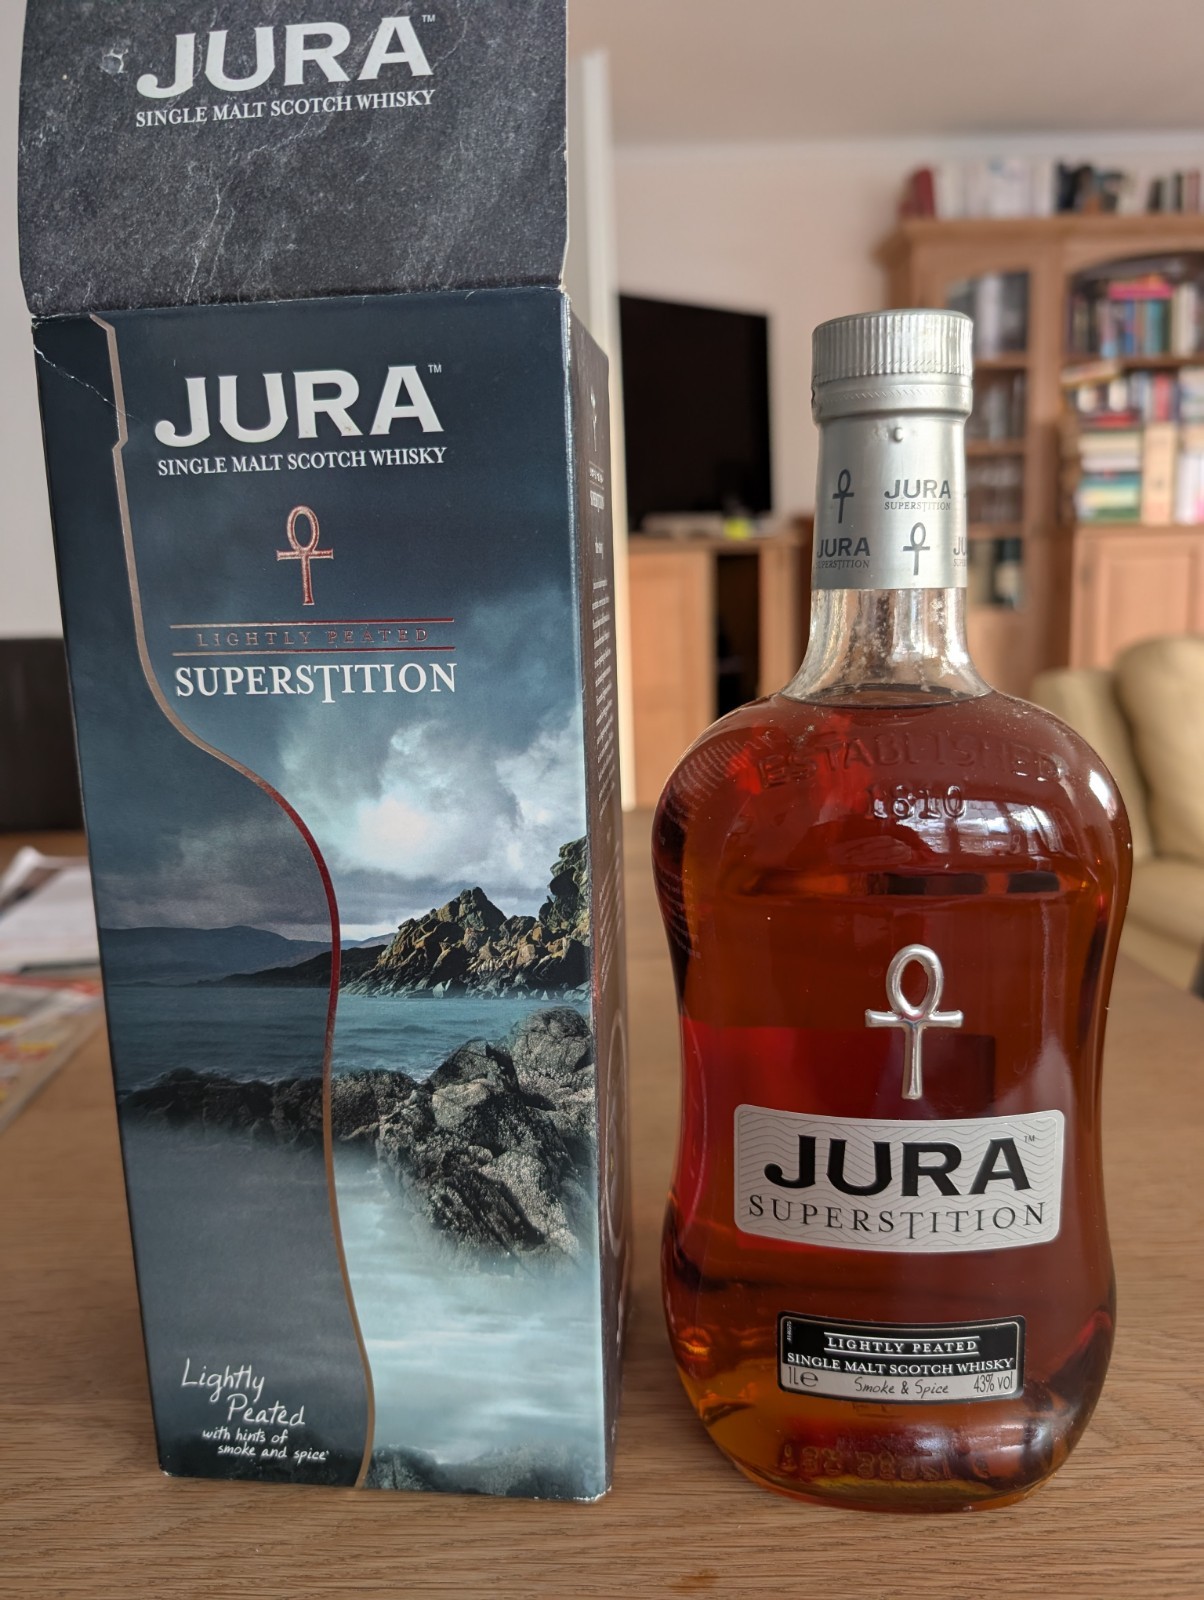 JURA™
SINGLE MALT SCOTCH WHISKY
JURA™
SINGLE MALT SCOTCH WHISKY
LIGHTLY PEATED
SUPERSTITION
Lightly
Peated
with hints of
smoke and spice
JURA
SUPERSTITION
JURA
SUPERSTITION
ESTABLISHED
1810
JURA™
SUPERSTITION
LIGHTLY PEATED
SINGLE MALT SCOTCH WHISKY
1L℮ Smoke & Spice 43% vol